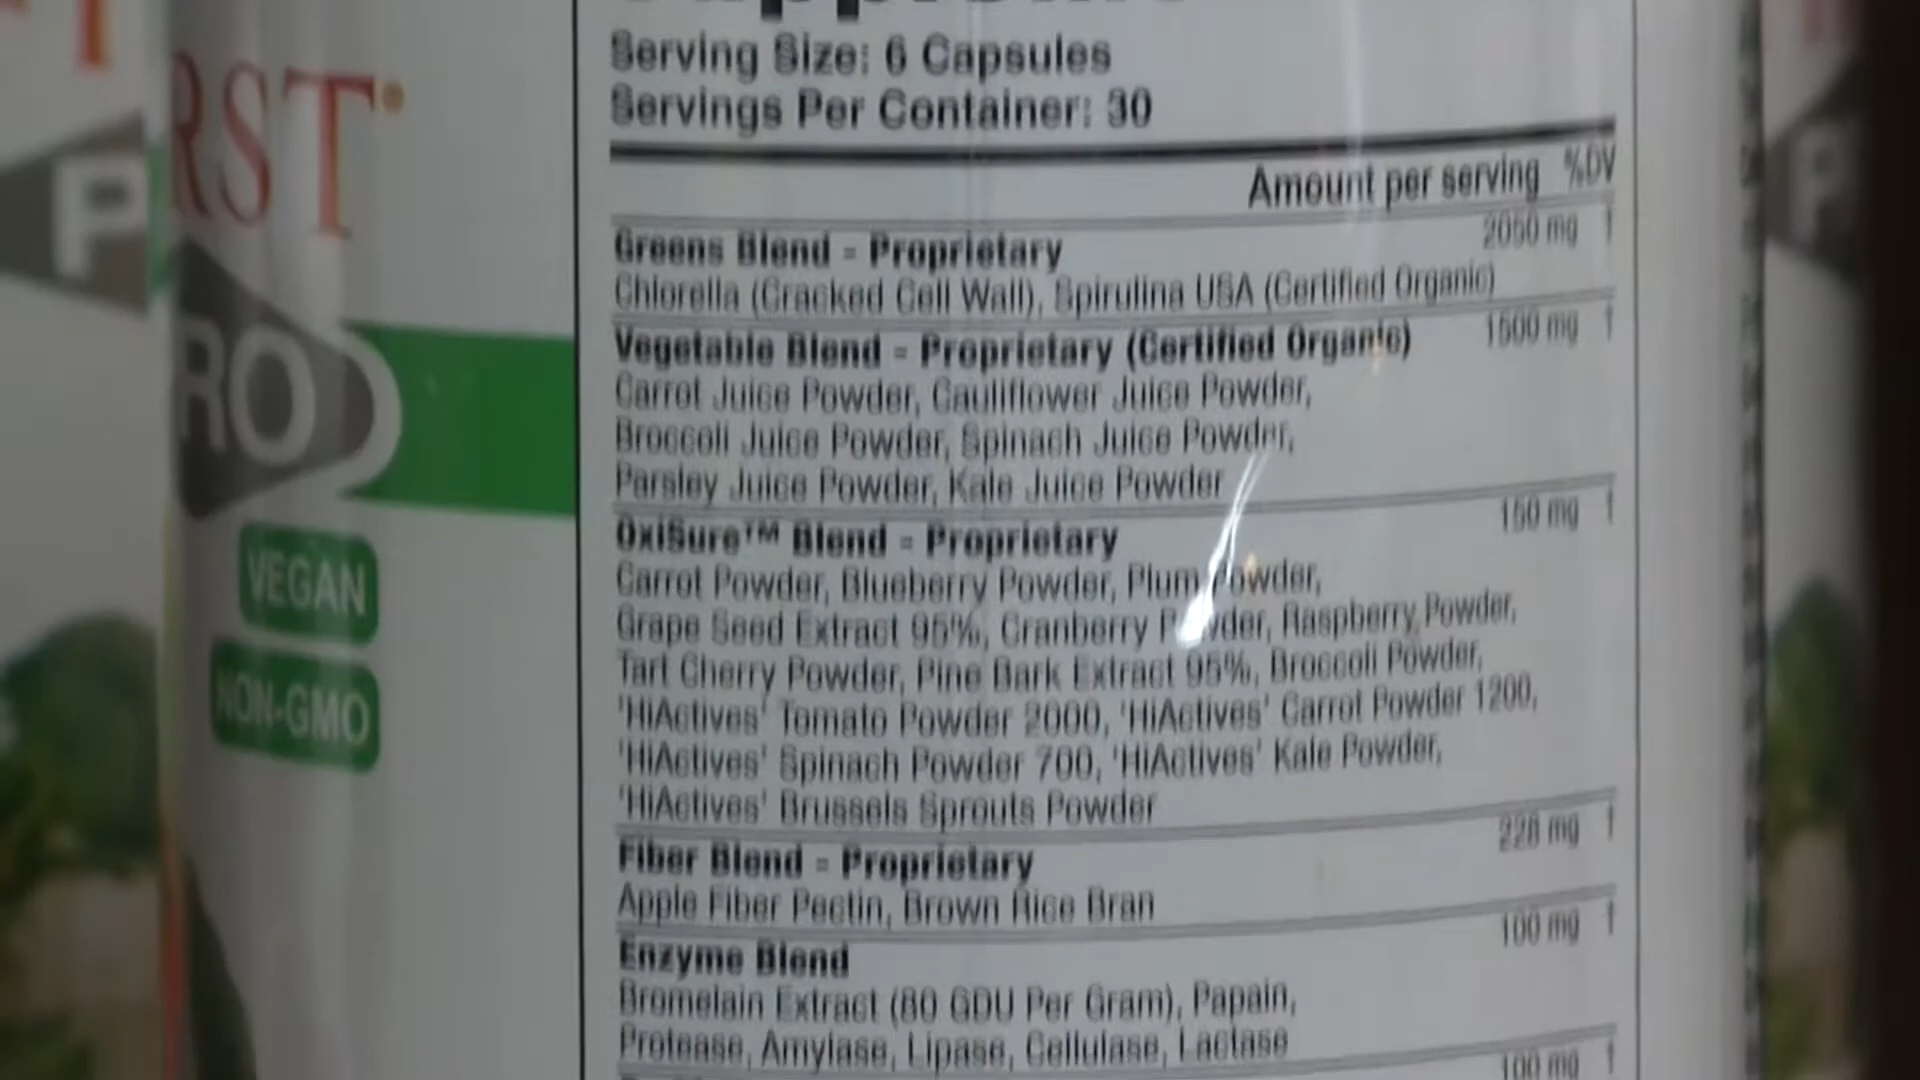 RST
P
RO
VEGAN
NON-GMO
Serving Size: 6 Capsules
Servings Per Container: 30
Amount per serving %DV
Greens Blend - Proprietary 2050 mg †
Chlorella (Cracked Cell Wall), Spirulina USA (Certified Organic)
Vegetable Blend - Proprietary (Certified Organic) 1500 mg †
Carrot Juice Powder, Cauliflower Juice Powder,
Broccoli Juice Powder, Spinach Juice Powder,
Parsley Juice Powder, Kale Juice Powder
OxiSure™ Blend - Proprietary 150 mg †
Carrot Powder, Blueberry Powder, Plum Powder,
Grape Seed Extract 95%, Cranberry Powder, Raspberry Powder,
Tart Cherry Powder, Pine Bark Extract 95%, Broccoli Powder,
'HiActives' Tomato Powder 2000, 'HiActives' Carrot Powder 1200,
'HiActives' Spinach Powder 700, 'HiActives' Kale Powder,
'HiActives' Brussels Sprouts Powder
Fiber Blend - Proprietary 228 mg †
Apple Fiber Pectin, Brown Rice Bran
Enzyme Blend 100 mg †
Bromelain Extract (80 GDU Per Gram), Papain,
Protease, Amylase, Lipase, Cellulase, Lactase
100 mg †